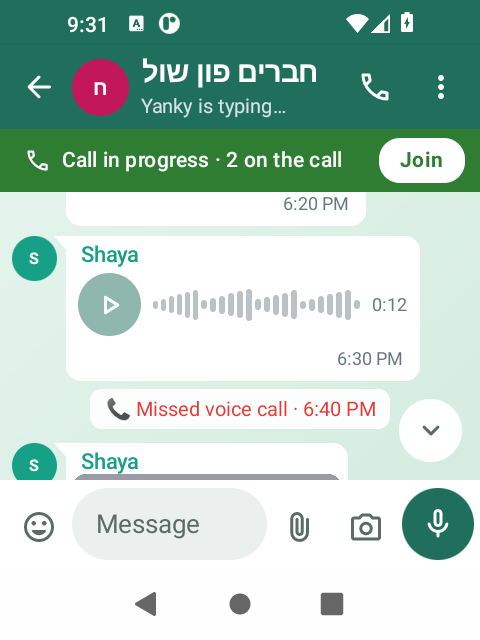 9:31
חברים פון שול
ח
Yanky is typing...
Call in progress · 2 on the call
Join
6:20 PM
S
Shaya
0:12
6:30 PM
Missed voice call · 6:40 PM
S
Shaya
Message